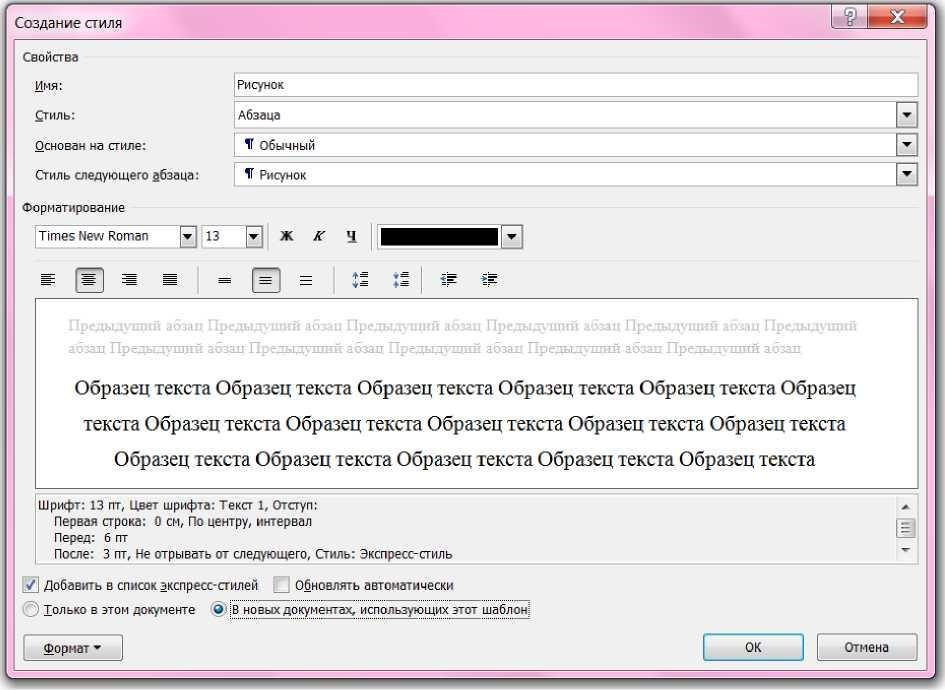 Создание стиля
Свойства
Имя: Рисунок
Стиль: Абзаца
Основан на стиле: ¶ Обычный
Стиль следующего абзаца: ¶ Рисунок
Форматирование
Times New Roman 13 Ж К Ч
Предыдущий абзац Предыдущий абзац Предыдущий абзац Предыдущий абзац Предыдущий абзац Предыдущий
абзац Предыдущий абзац Предыдущий абзац Предыдущий абзац Предыдущий абзац Предыдущий абзац
Образец текста Образец текста Образец текста Образец текста Образец текста Образец
текста Образец текста Образец текста Образец текста Образец текста Образец текста
Образец текста Образец текста Образец текста Образец текста Образец текста
Шрифт: 13 пт, Цвет шрифта: Текст 1, Отступ:
Первая строка: 0 см, По центру, интервал
Перед: 6 пт
После: 3 пт, Не отрывать от следующего, Стиль: Экспресс-стиль
Добавить в список экспресс-стилей Обновлять автоматически
Только в этом документе В новых документах, использующих этот шаблон
Формат ОК Отмена